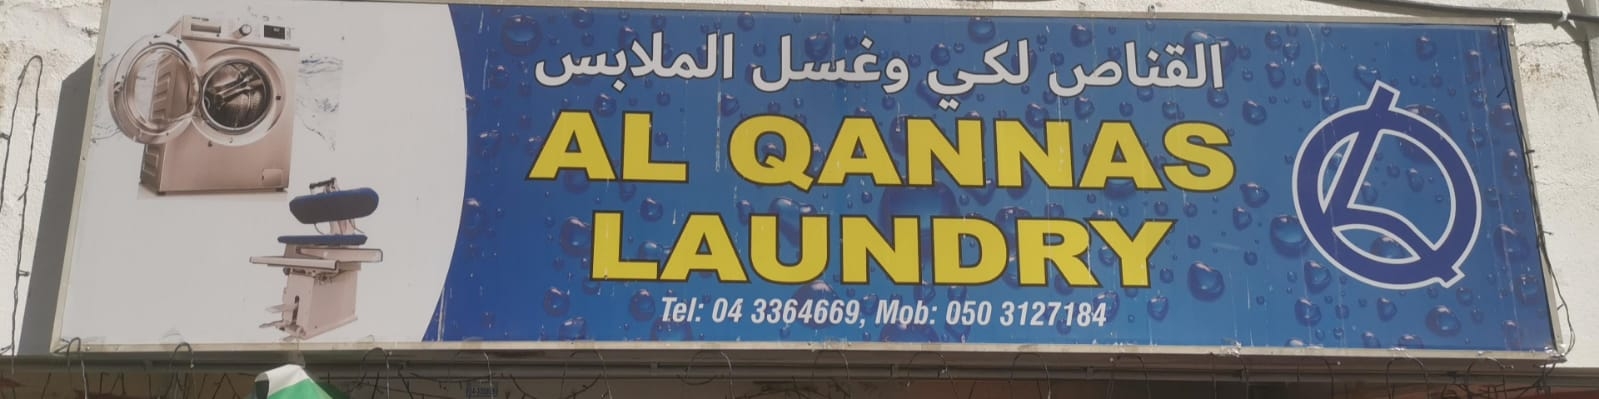 القناص لكي وغسل الملابس
AL QANNAS
LAUNDRY
Tel: 04 3364669, Mob: 050 3127184